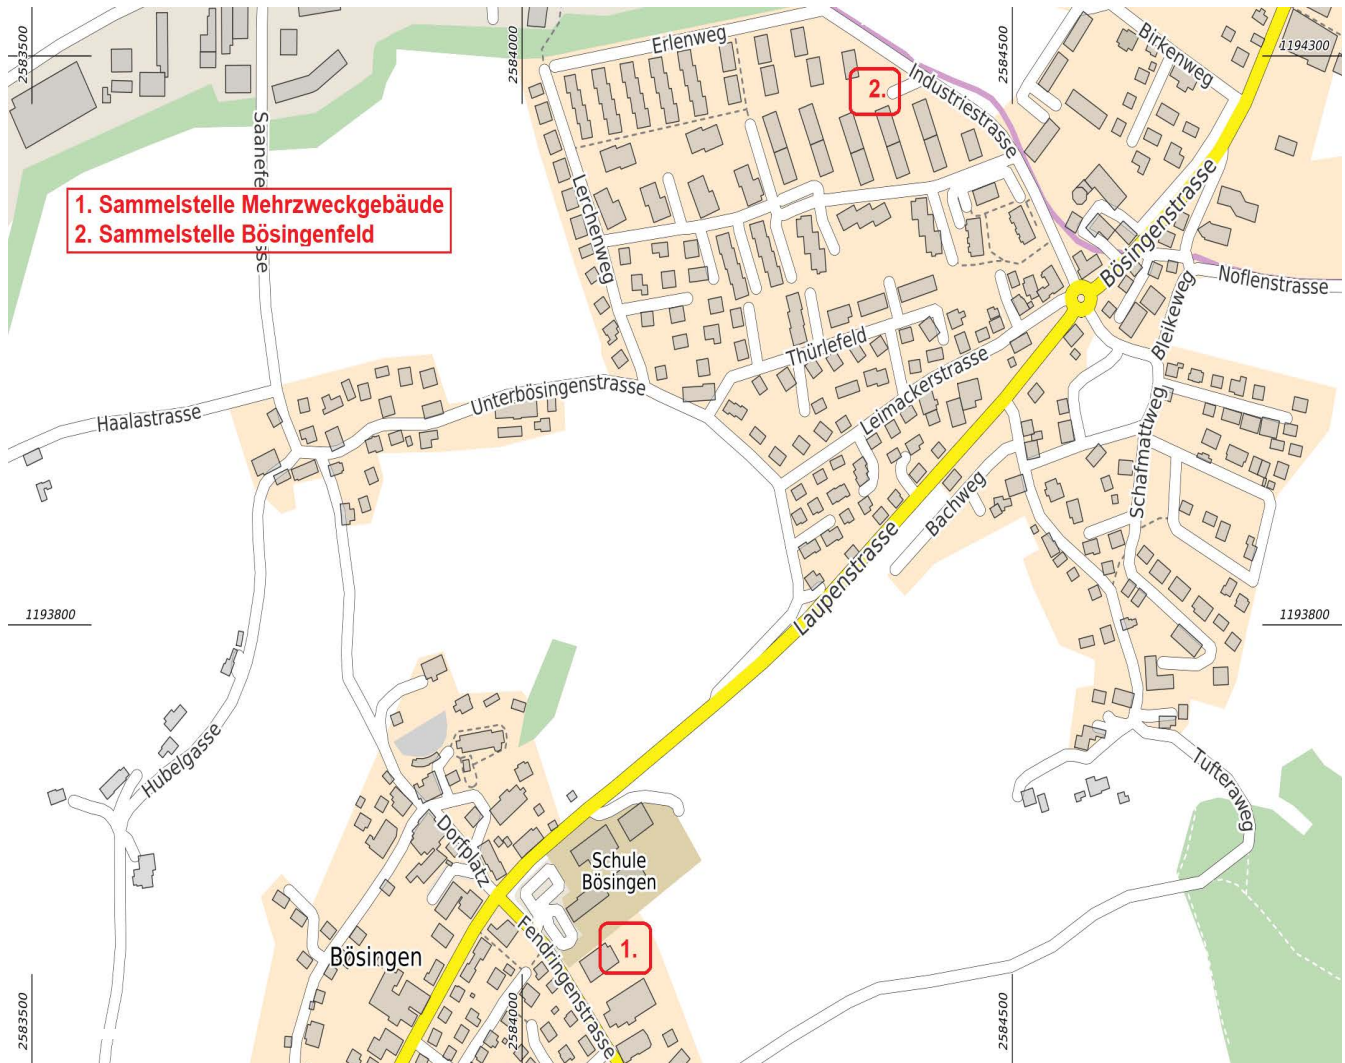 2583500
2584000
2584500
1194300
Erlenweg
Birkenweg
2.
Industriestrasse
Saanefe
sse
1. Sammelstelle Mehrzweckgebäude
2. Sammelstelle Bösingenfeld
Lerchenweg
Bösingenstrasse
Noflenstrasse
Bleikeweg
Thürlefeld
Leimackerstrasse
Unterbösingenstrasse
Haalastrasse
Schafmattweg
Bachweg
Laupenstrasse
1193800
1193800
Hubelgasse
Tufteraweg
Dorfplatz
Schule
Bösingen
Fendringenstrasse
1.
Bösingen
2583500
2584000
2584500